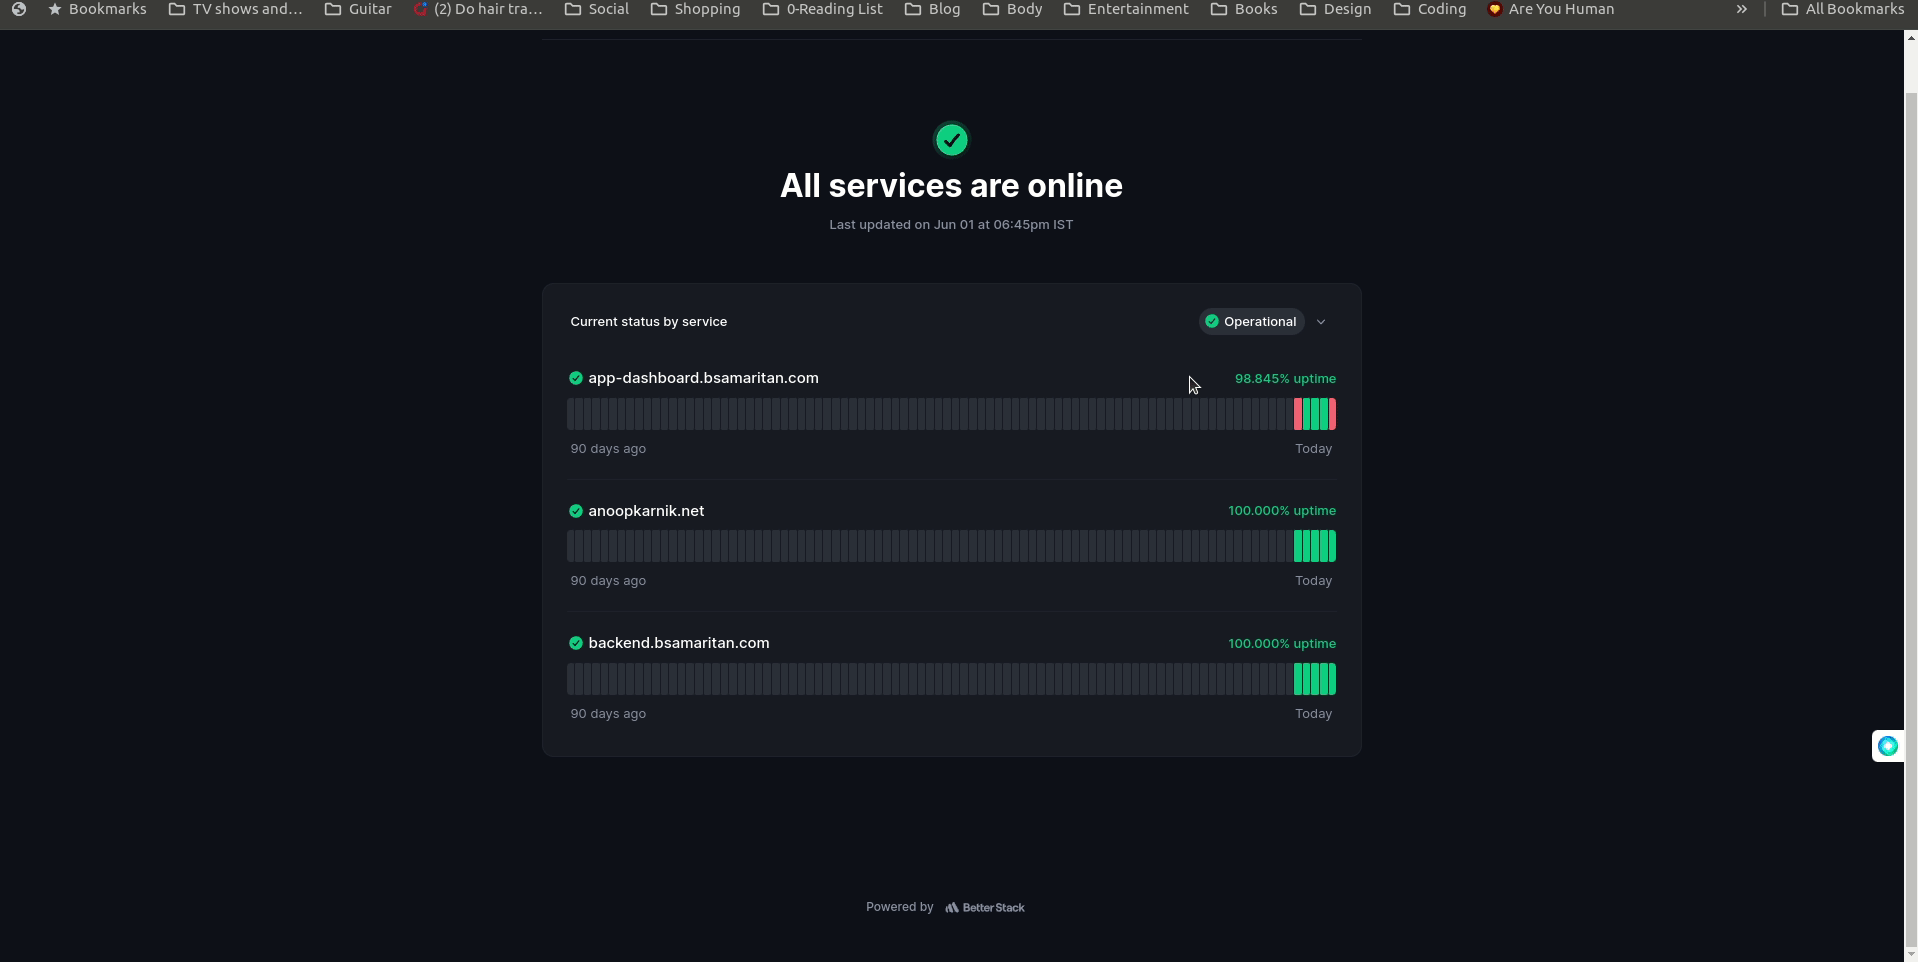 Bookmarks TV shows and... Guitar (2) Do hair tra... Social Shopping 0-Reading List Blog Body Entertainment Books Design Coding Are You Human » All Bookmarks
All services are online
Last updated on Jun 01 at 06:45pm IST
Current status by service Operational
app-dashboard.bsamaritan.com 98.845% uptime
90 days ago Today
anoopkarnik.net 100.000% uptime
90 days ago Today
backend.bsamaritan.com 100.000% uptime
90 days ago Today
Powered by Better Stack